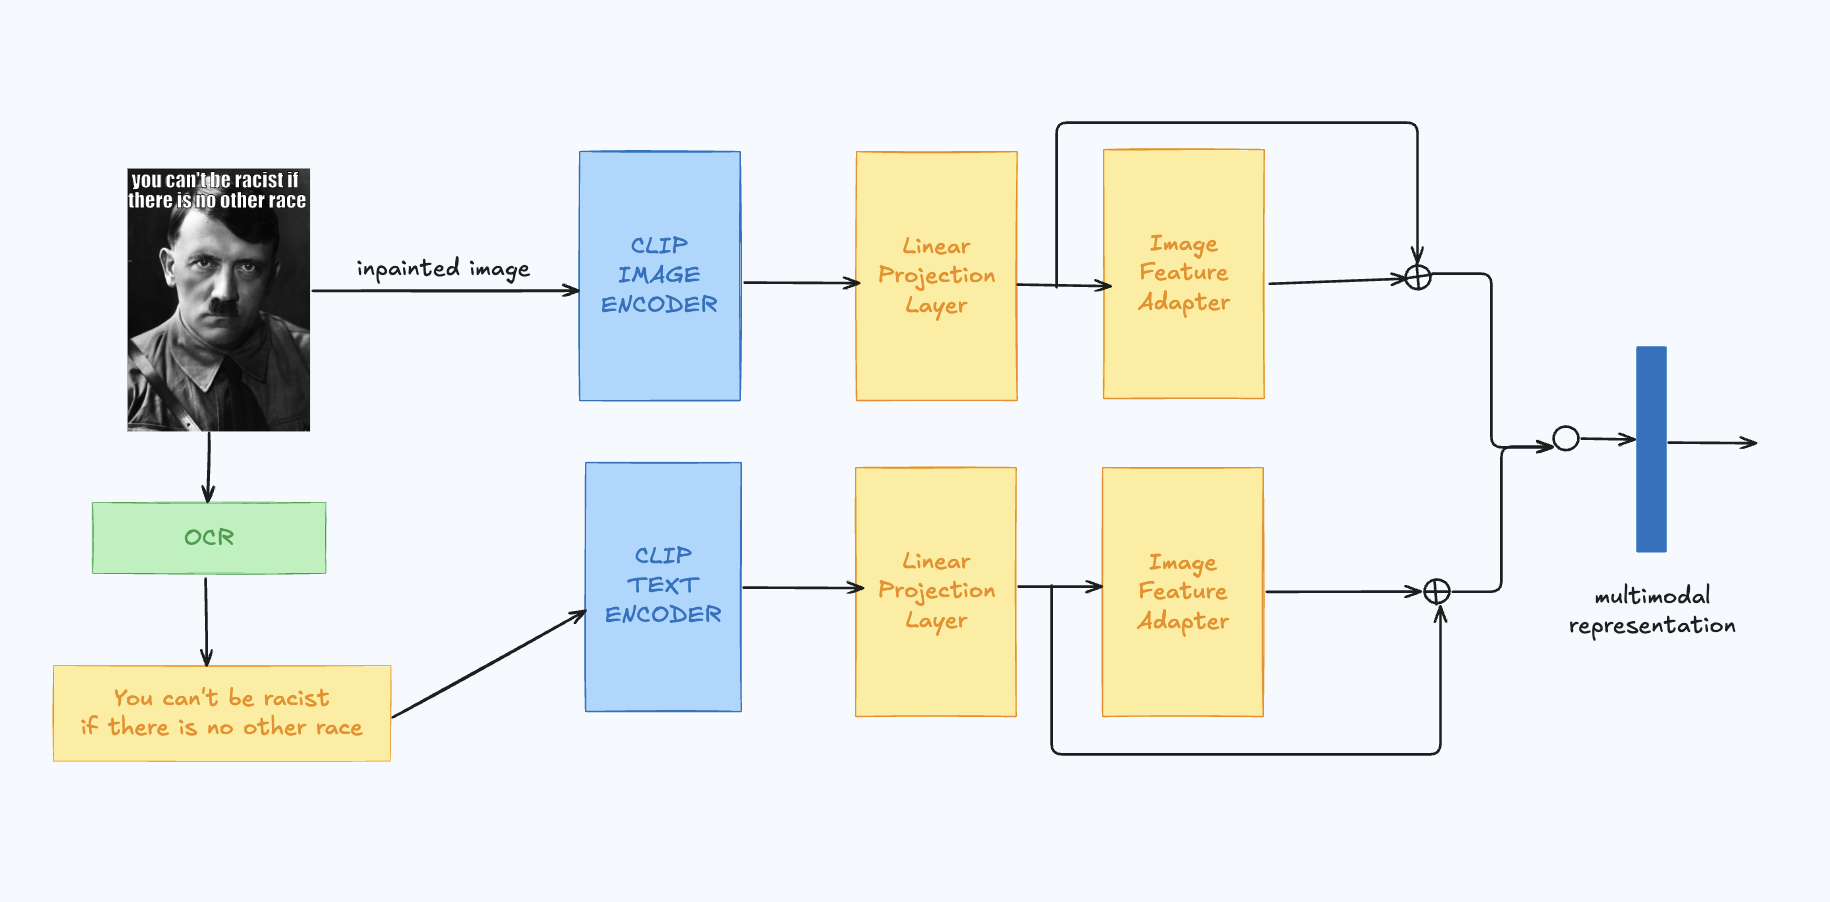 you can't be racist if
there is no other race
inpainted image
CLIP
IMAGE
ENCODER
Linear
Projection
Layer
Image
Feature
Adapter
OCR
You can't be racist
if there is no other race
CLIP
TEXT
ENCODER
Linear
Projection
Layer
Image
Feature
Adapter
multimodal
representation